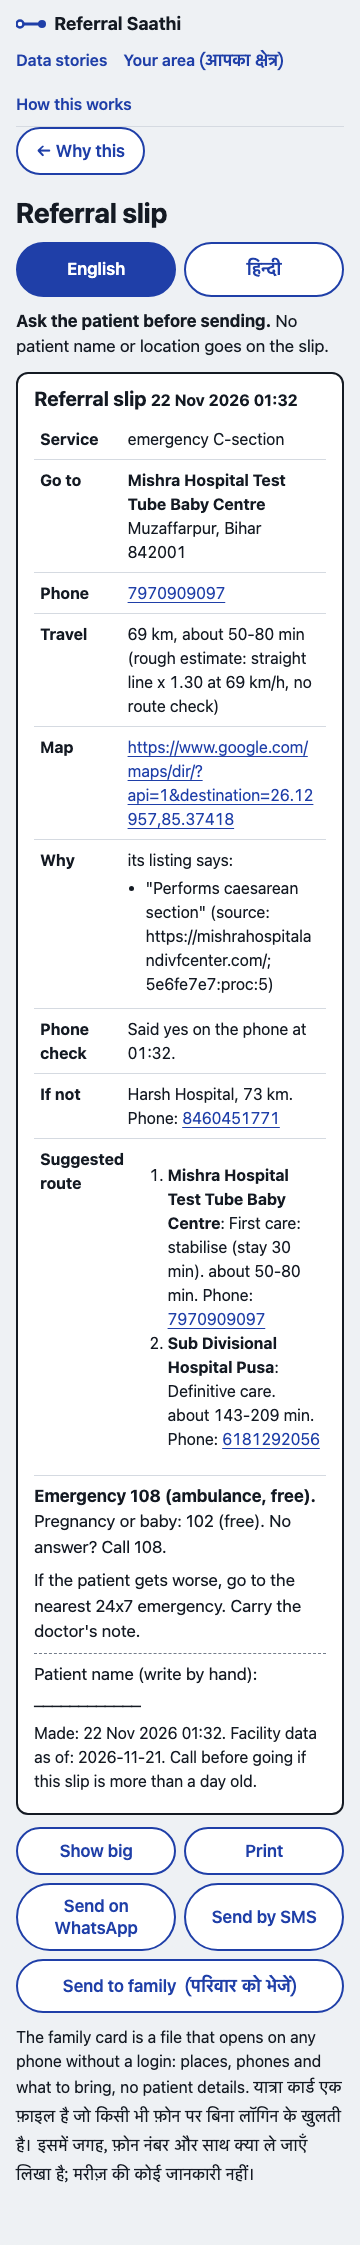 Referral Saathi
Data stories Your area (आपका क्षेत्र)
How this works
← Why this
Referral slip
English हिन्दी
Ask the patient before sending. No
patient name or location goes on the slip.
Referral slip 22 Nov 2026 01:32
Service emergency C-section
Go to Mishra Hospital Test
Tube Baby Centre
Muzaffarpur, Bihar
842001
Phone 7970909097
Travel 69 km, about 50-80 min
(rough estimate: straight
line x 1.30 at 69 km/h, no
route check)
Map https://www.google.com/
maps/dir/?
api=1&destination=26.12
957,85.37418
Why its listing says:
• "Performs caesarean
section" (source:
https://mishrahospitala
ndivfcenter.com/;
5e6fe7e7:proc:5)
Phone Said yes on the phone at
check 01:32.
If not Harsh Hospital, 73 km.
Phone: 8460451771
Suggested
route
1. Mishra Hospital
Test Tube Baby
Centre: First care:
stabilise (stay 30
min). about 50-80
min. Phone:
7970909097
2. Sub Divisional
Hospital Pusa:
Definitive care.
about 143-209 min.
Phone: 6181292056
Emergency 108 (ambulance, free).
Pregnancy or baby: 102 (free). No
answer? Call 108.
If the patient gets worse, go to the
nearest 24x7 emergency. Carry the
doctor's note.
Patient name (write by hand):
____________
Made: 22 Nov 2026 01:32. Facility data
as of: 2026-11-21. Call before going if
this slip is more than a day old.
Show big Print
Send on
WhatsApp
Send by SMS
Send to family (परिवार को भेजें)
The family card is a file that opens on any
phone without a login: places, phones and
what to bring, no patient details. यात्रा कार्ड एक
फ़ाइल है जो किसी भी फ़ोन पर बिना लॉगिन के खुलती
है। इसमें जगह, फ़ोन नंबर और साथ क्या ले जाएँ
लिखा है; मरीज़ की कोई जानकारी नहीं।